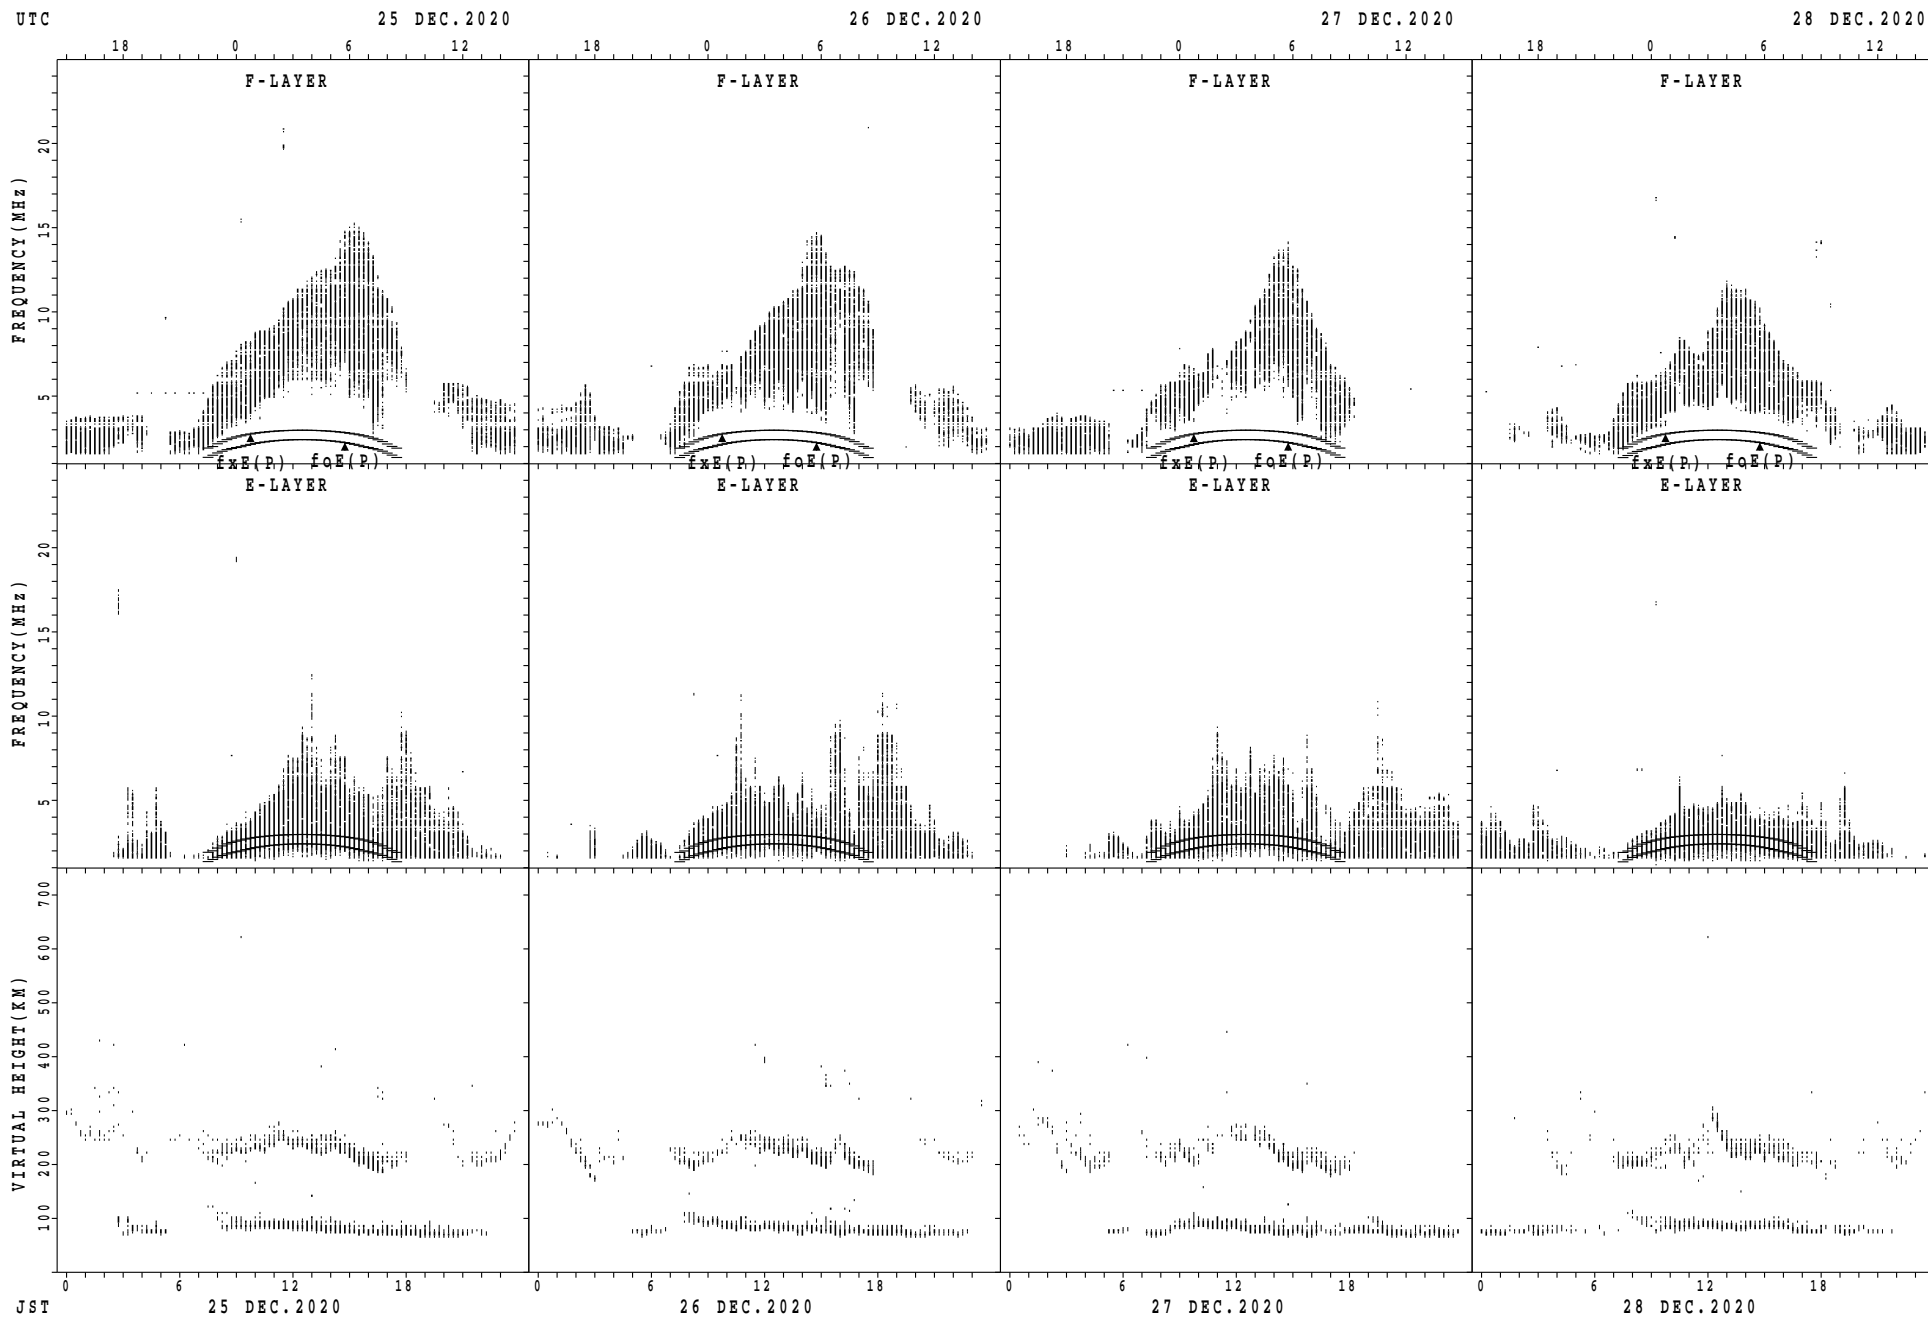 UTC 25 DEC.2020 26 DEC.2020 27 DEC.2020 28 DEC.2020
18 0 6 12 18 0 6 12 18 0 6 12 18 0 6 12
F-LAYER F-LAYER F-LAYER F-LAYER
FREQUENCY(MHz)
20
15
10
5
fxE(P) foE(P) fxE(P) foE(P) fxE(P) foE(P) fxE(P) foE(P)
E-LAYER E-LAYER E-LAYER E-LAYER
FREQUENCY(MHz)
20
15
10
5
VIRTUAL HEIGHT(KM)
700
600
500
400
300
200
100
0 6 12 18 0 6 12 18 0 6 12 18 0 6 12 18
JST 25 DEC.2020 26 DEC.2020 27 DEC.2020 28 DEC.2020